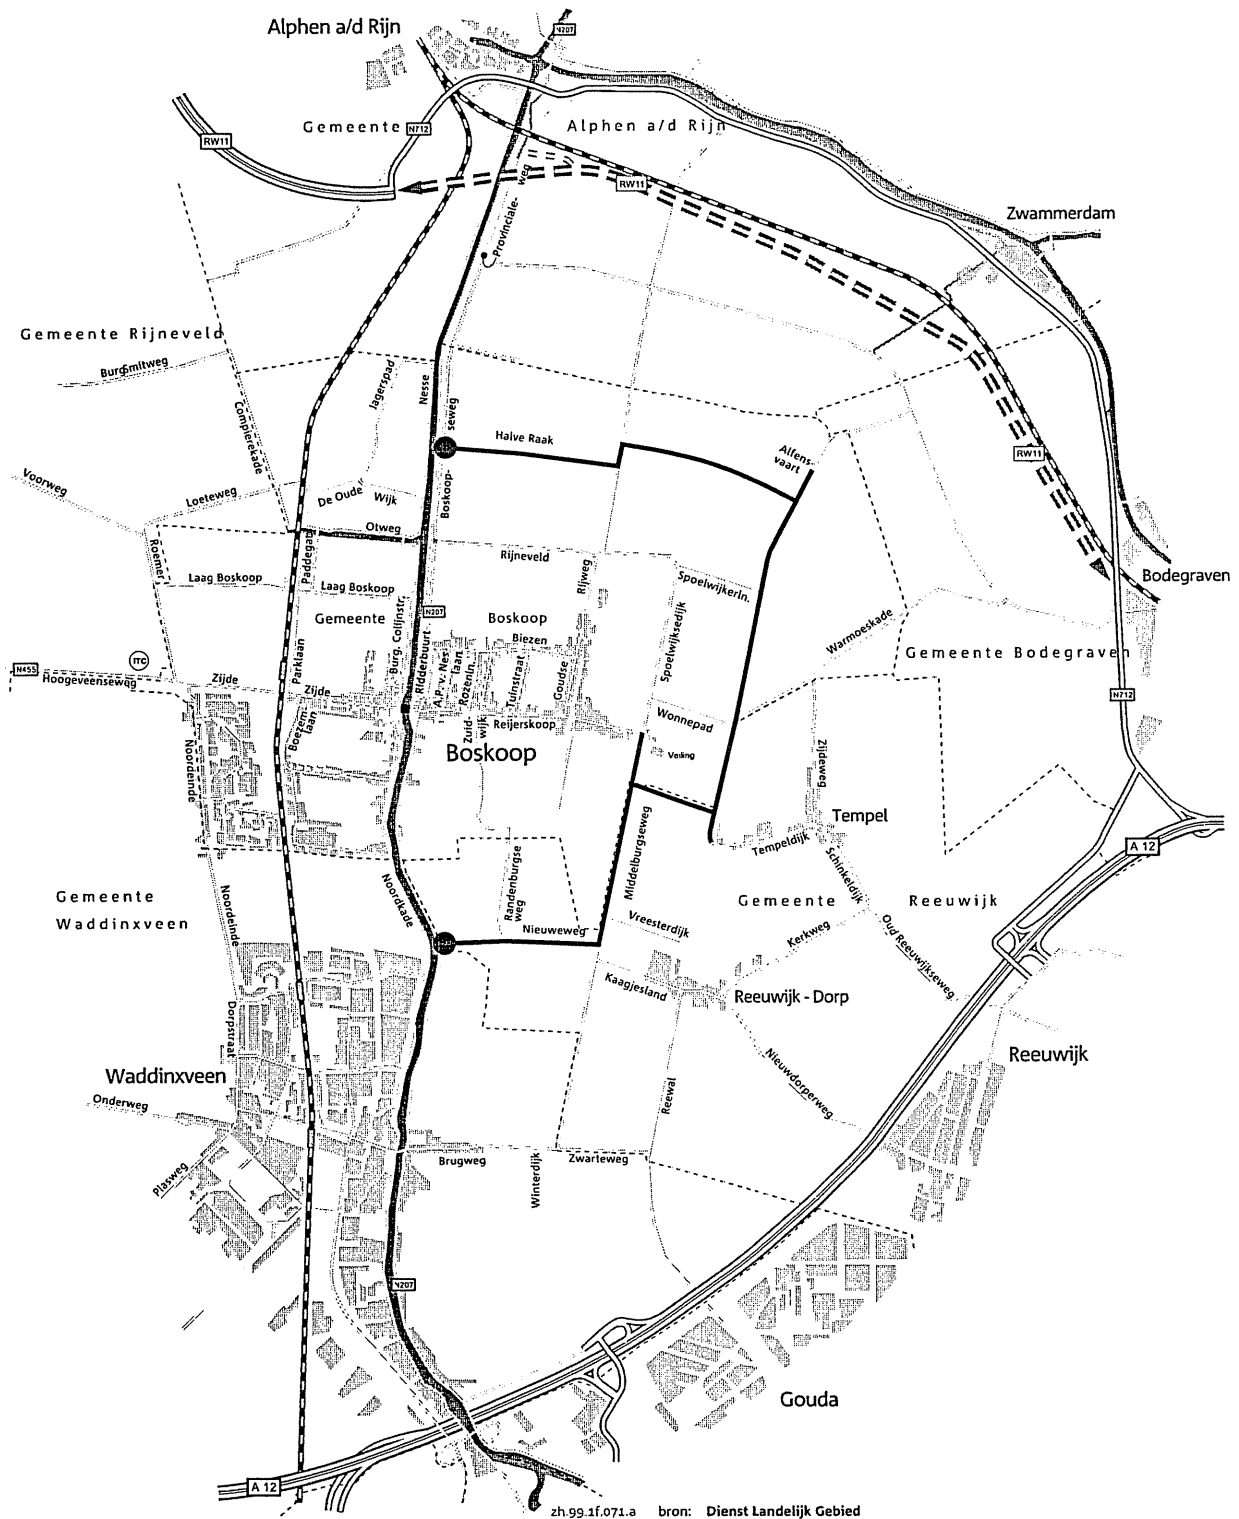 N207
Alphen a/d Rijn
Gemeente
N712
Alphen a/d Rijn
RW11
RW11
Provinciale-
weg
Zwammerdam
Gemeente Rijneveld
Burgsmitweg
Jagerspad
Nesse
seweg
Compierekade
Halve Raak
Alfens-
vaart
RW11
Voorweg
Loeteweg
De Oude Wijk
Boskoop-
Otweg
Roemer
Paddegat
Rijneveld
Rijweg
Bodegraven
Laag Boskoop
Laag Boskoop
Spoelwijkerln.
Gemeente
Boskoop
N207
Burg. Colijnstr.
Ridderbuurt
Biezen
Spoelwijksedijk
Warmoeskade
Gemeente Bodegraven
ITC
N455
Hoogeveenseweg
Zijde
Parklaan
Zijde
A.P. v. Nes-
laan
Rozenln.
Tuinstraat
Goudse
N712
Boezem-
laan
Zuid-
wijk
Reijerskoop
Wonnepad
Noordeinde
Boskoop
Veiling
Zijdeweg
Tempel
Middelburgseweg
Tempeldijk
Schinkeldijk
A 12
Noordkade
Randenburgse
weg
Gemeente
Waddinxveen
Noordeinde
Gemeente Reeuwijk
Nieuweweg
Vreesterdijk
Kerkweg
Oud Reeuwijkseweg
Kaagjesland
Reeuwijk - Dorp
Dorpstraat
Reeuwijk
Waddinxveen
Nieuwdorperweg
Onderweg
Reewal
Brugweg
Winterdijk
Zwarteweg
Plasweg
N207
Gouda
A 12
zh.99.1f.071.a bron: Dienst Landelijk Gebied